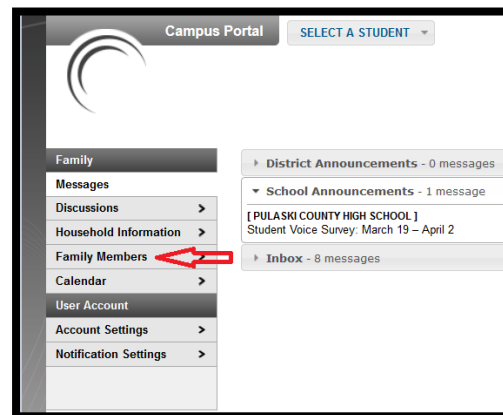 Campus Portal
SELECT A STUDENT
Family
Messages
Discussions
Household Information
Family Members
Calendar
User Account
Account Settings
Notification Settings
District Announcements - 0 messages
School Announcements - 1 message
[ PULASKI COUNTY HIGH SCHOOL ]
Student Voice Survey: March 19 – April 2
Inbox - 8 messages